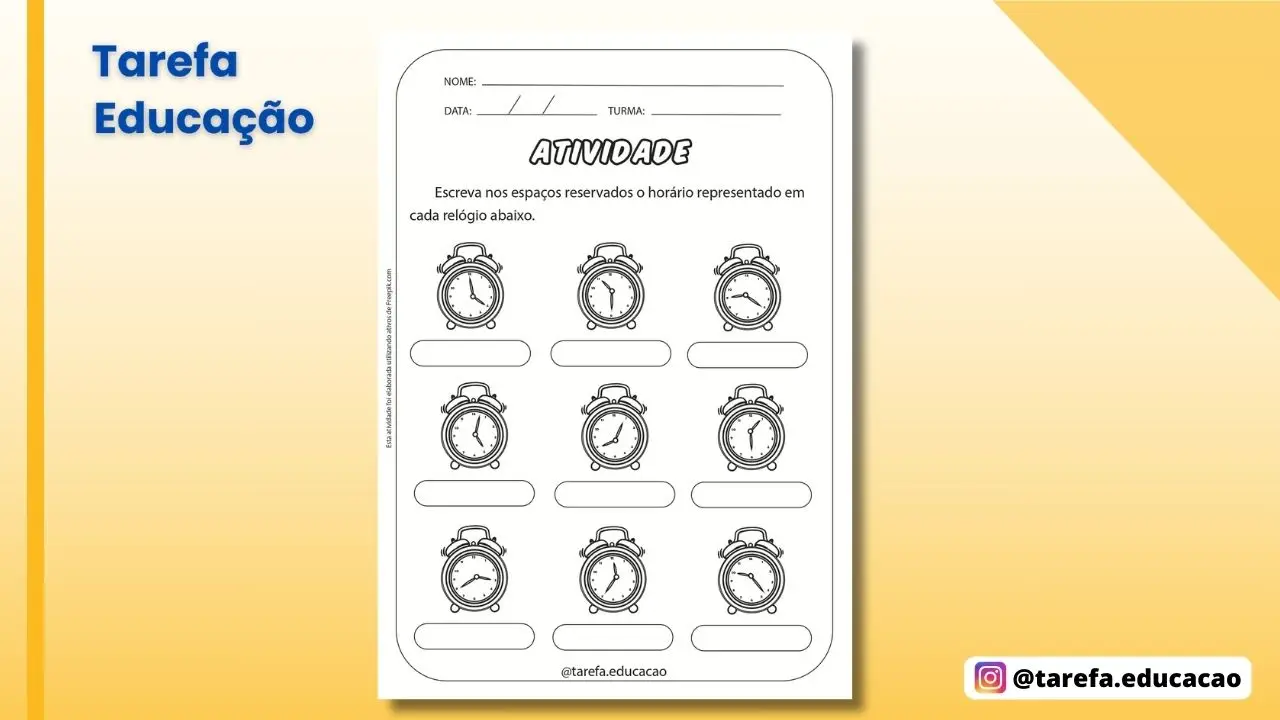 Tarefa
Educação
NOME:
DATA: / / TURMA:
ATIVIDADE
Escreva nos espaços reservados o horário representado em
cada relógio abaixo.
Esta atividade foi elaborada utilizando ativos de Freepik.com
@tarefa.educacao
@tarefa.educacao